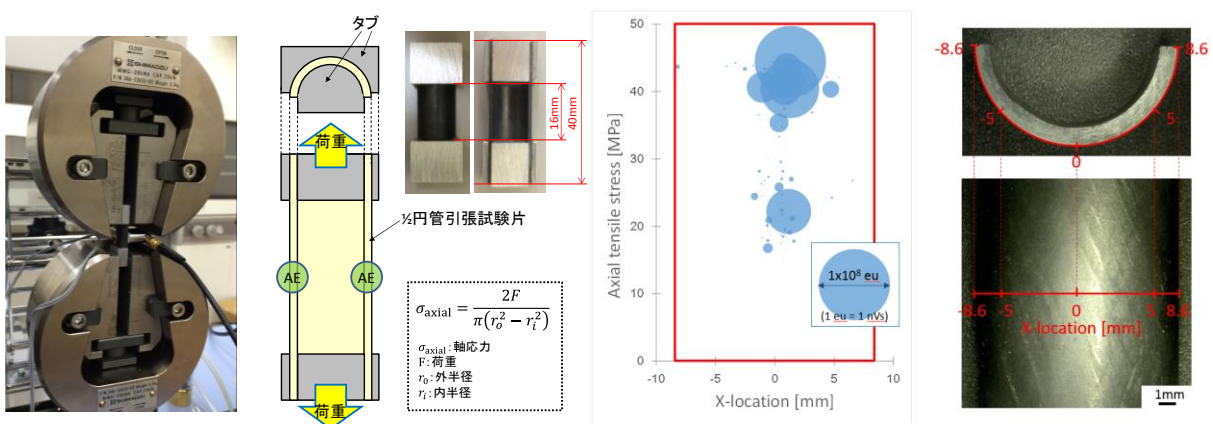 CLOSE OPEN
SHIMADZU
タブ
荷重
16mm
40mm
½円管引張試験片
AE
AE
σaxial = 2F / π(rₒ² − rᵢ²)
σaxial：軸応力
F：荷重
r₀：外半径
rᵢ：内半径
荷重
Axial tensile stress [MPa]
50
40
30
20
10
0
-10
-5
0
5
10
X-location [mm]
1x10⁸ eu
(1 eu = 1 nVs)
-8.6
8.6
-5
5
0
-8.6
-5
0
5
8.6
X-location [mm]
1mm